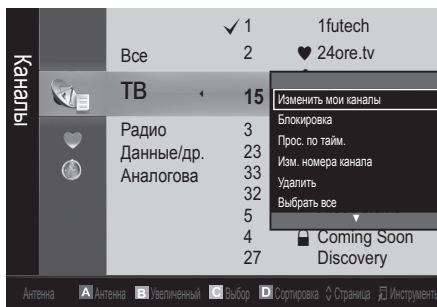 Каналы
1 1futech
Все 2 24ore.tv
ТВ 15
Радио 3
Данные/др. 23
Аналогова 33
32
5
4 Coming Soon
27 Discovery
Изменить мои каналы
Блокировка
Прос. по тайм.
Изм. номера канала
Удалить
Выбрать все
Антенна A Антенна B Увеличенный C Выбор D Сортировка Страница Инструменты